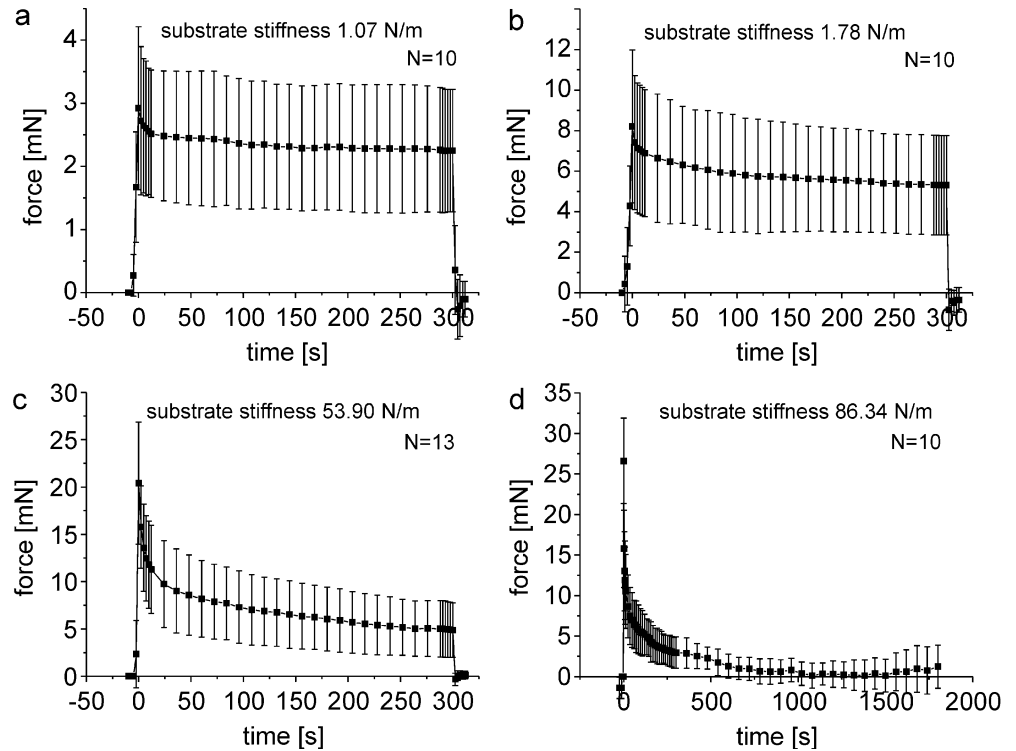 a
substrate stiffness 1.07 N/m
N=10
force [mN]
4
3
2
1
0
-50 0 50 100 150 200 250 300
time [s]
b
substrate stiffness 1.78 N/m
N=10
force [mN]
12
10
8
6
4
2
0
-50 0 50 100 150 200 250 300
time [s]
c
substrate stiffness 53.90 N/m
N=13
force [mN]
30
25
20
15
10
5
0
-50 0 50 100 150 200 250 300
time [s]
d
substrate stiffness 86.34 N/m
N=10
force [mN]
35
30
25
20
15
10
5
0
0 500 1000 1500 2000
time [s]